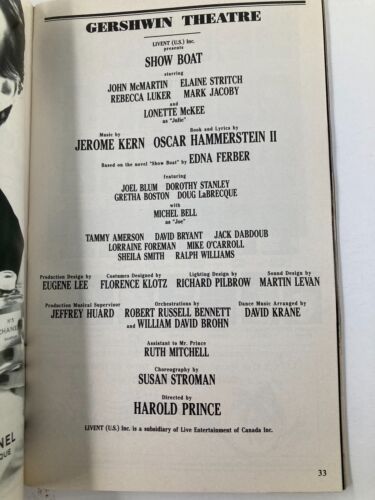 GERSHWIN THEATRE
LIVENT (U.S.) Inc.
presents
SHOW BOAT
starring
JOHN McMARTIN ELAINE STRITCH
REBECCA LUKER MARK JACOBY
and
LONETTE McKEE
as "Julie"
Music by Book and Lyrics by
JEROME KERN OSCAR HAMMERSTEIN II
Based on the novel "Show Boat" by EDNA FERBER
featuring
JOEL BLUM DOROTHY STANLEY
GRETHA BOSTON DOUG LaBRECQUE
with
MICHEL BELL
as "Joe"
TAMMY AMERSON DAVID BRYANT JACK DABDOUB
LORRAINE FOREMAN MIKE O'CARROLL
SHEILA SMITH RALPH WILLIAMS
Production Design by Costumes Designed by Lighting Design by Sound Design by
EUGENE LEE FLORENCE KLOTZ RICHARD PILBROW MARTIN LEVAN
Production Musical Supervisor Orchestrations by Dance Music Arranged by
JEFFREY HUARD ROBERT RUSSELL BENNETT DAVID KRANE
and WILLIAM DAVID BROHN
Assistant to Mr. Prince
RUTH MITCHELL
Choreography by
SUSAN STROMAN
Directed by
HAROLD PRINCE
LIVENT (U.S.) Inc. is a subsidiary of Live Entertainment of Canada Inc.
33
N°5
CHANEL
NEL
QUE